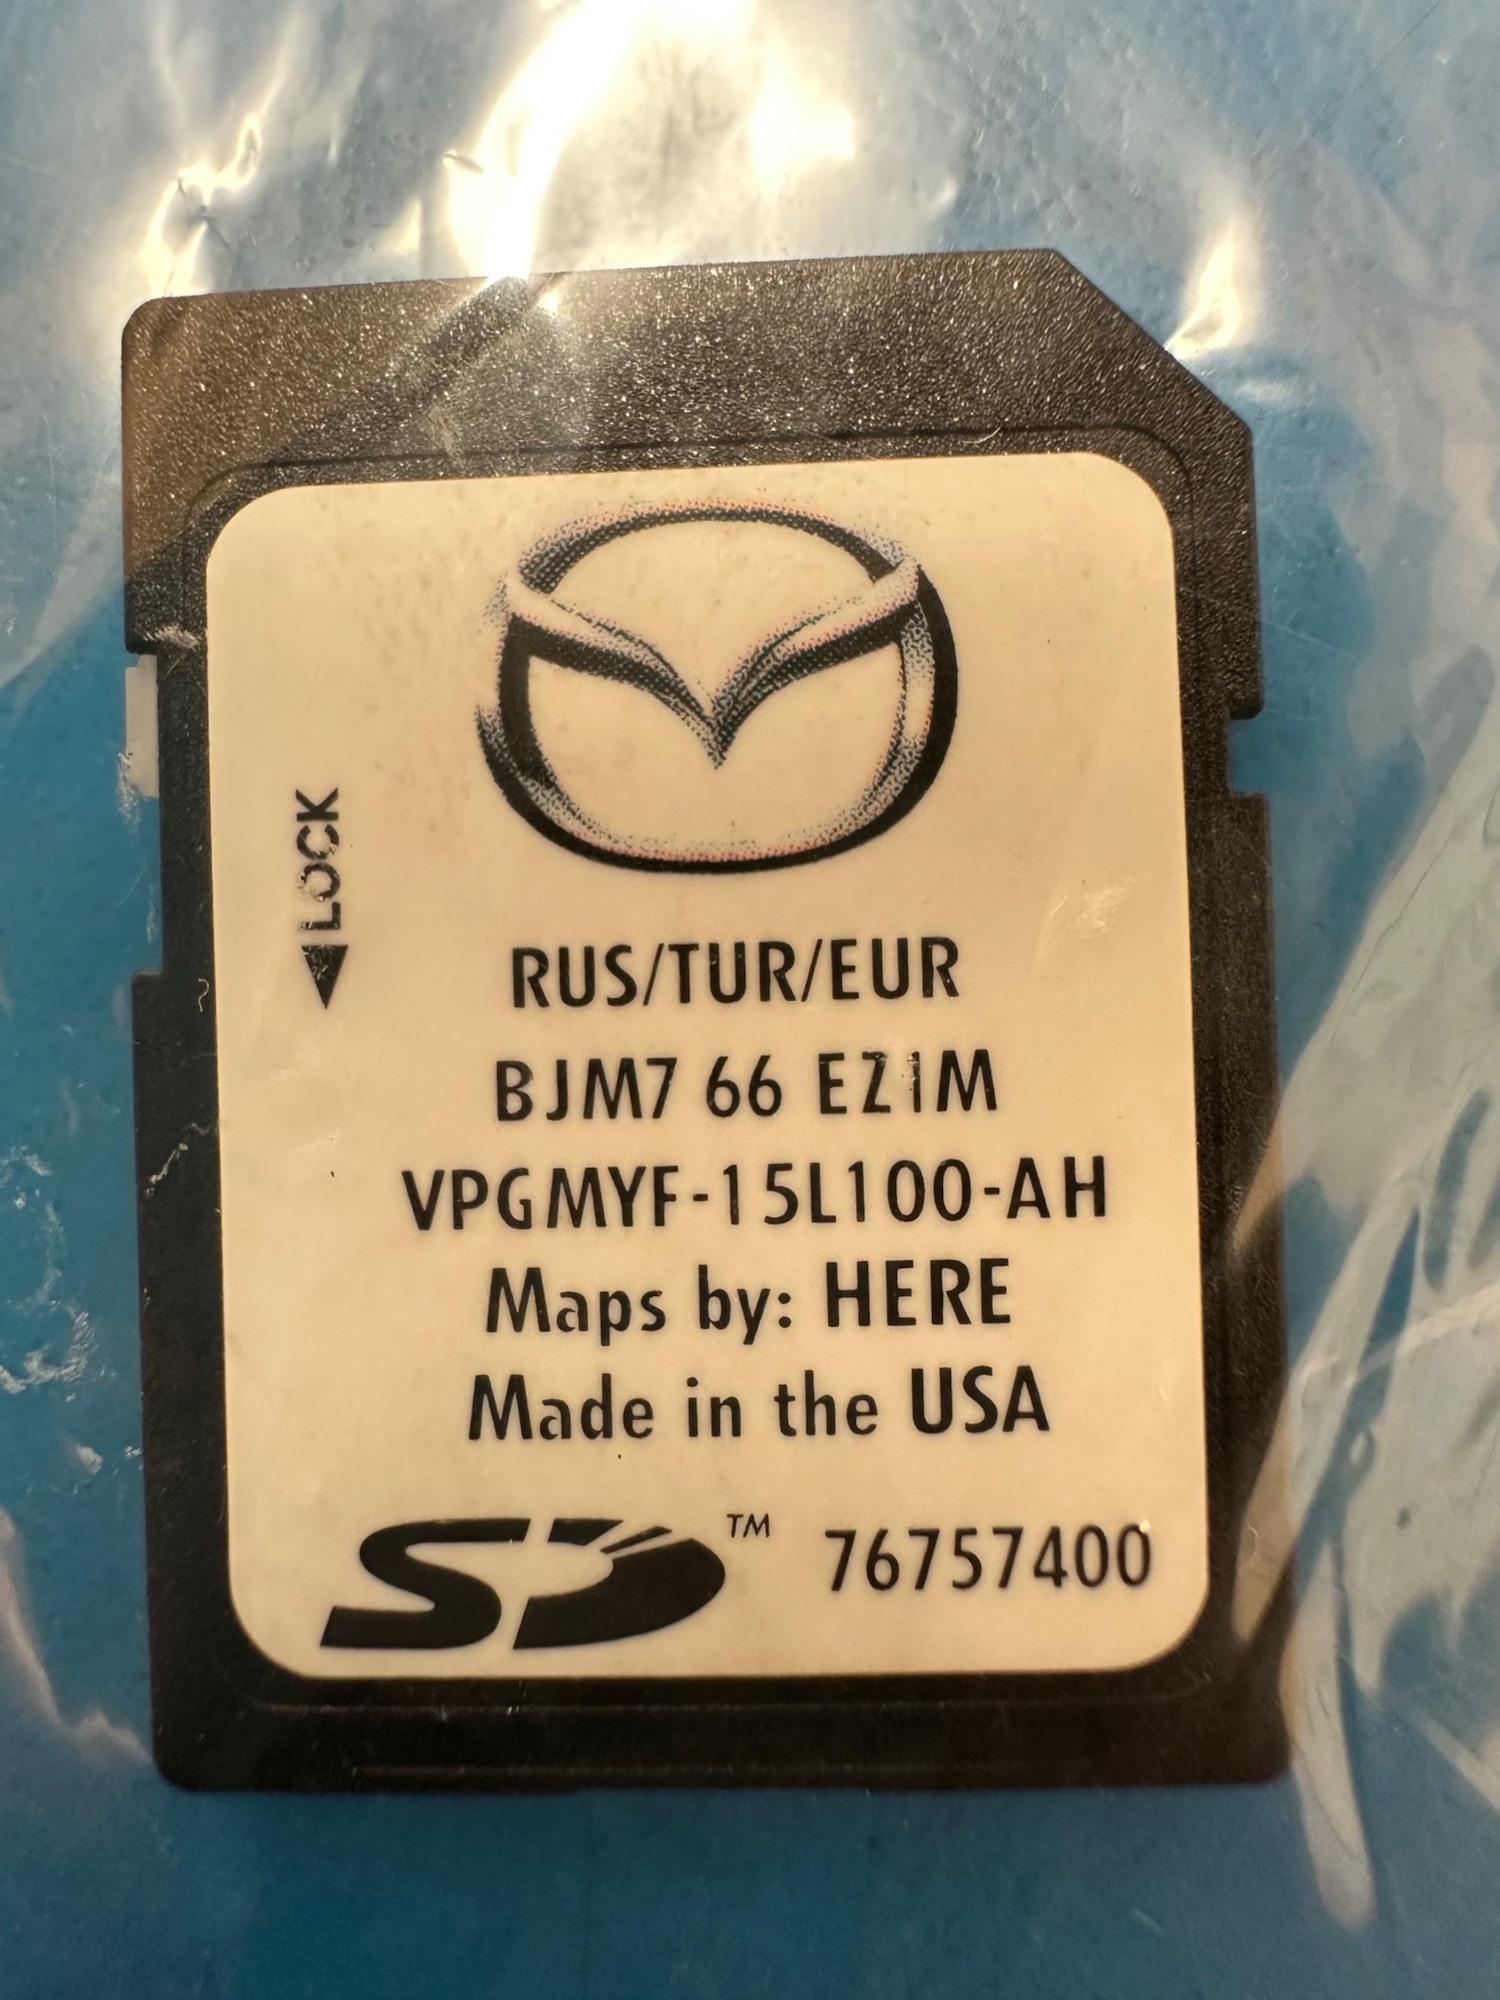 LOCK
RUS/TUR/EUR
BJM7 66 EZ1M
VPGMYF-15L100-AH
Maps by: HERE
Made in the USA
SD™ 76757400